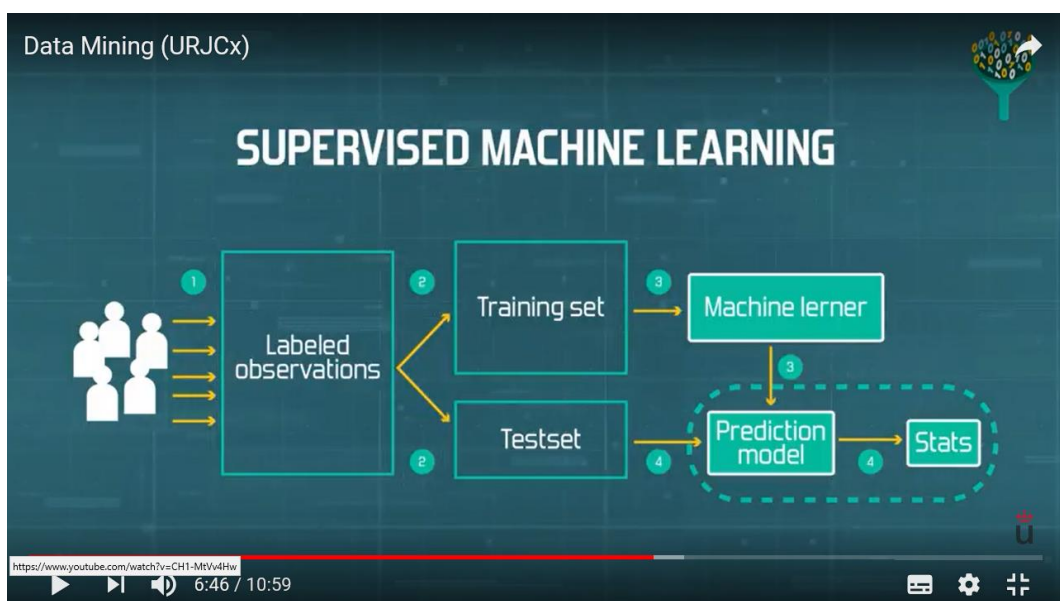 Data Mining (URJCx)
SUPERVISED MACHINE LEARNING
1
2
3
Training set
Machine lerner
Labeled
observations
3
2
Testset
4
Prediction
model
4
Stats
ü
https://www.youtube.com/watch?v=CH1-MtVv4Hw
6:46 / 10:59